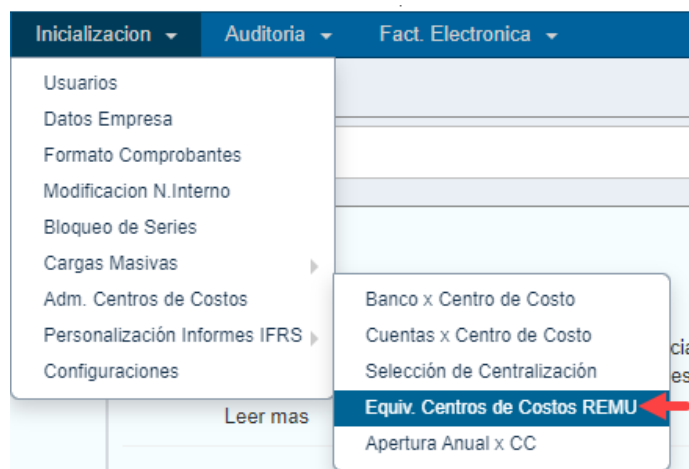 Inicializacion Auditoria Fact. Electronica
Usuarios
Datos Empresa
Formato Comprobantes
Modificacion N.Interno
Bloqueo de Series
Cargas Masivas
Adm. Centros de Costos
Personalización Informes IFRS
Configuraciones
Banco x Centro de Costo
Cuentas x Centro de Costo
Selección de Centralización
Equiv. Centros de Costos REMU
Apertura Anual x CC
Leer mas